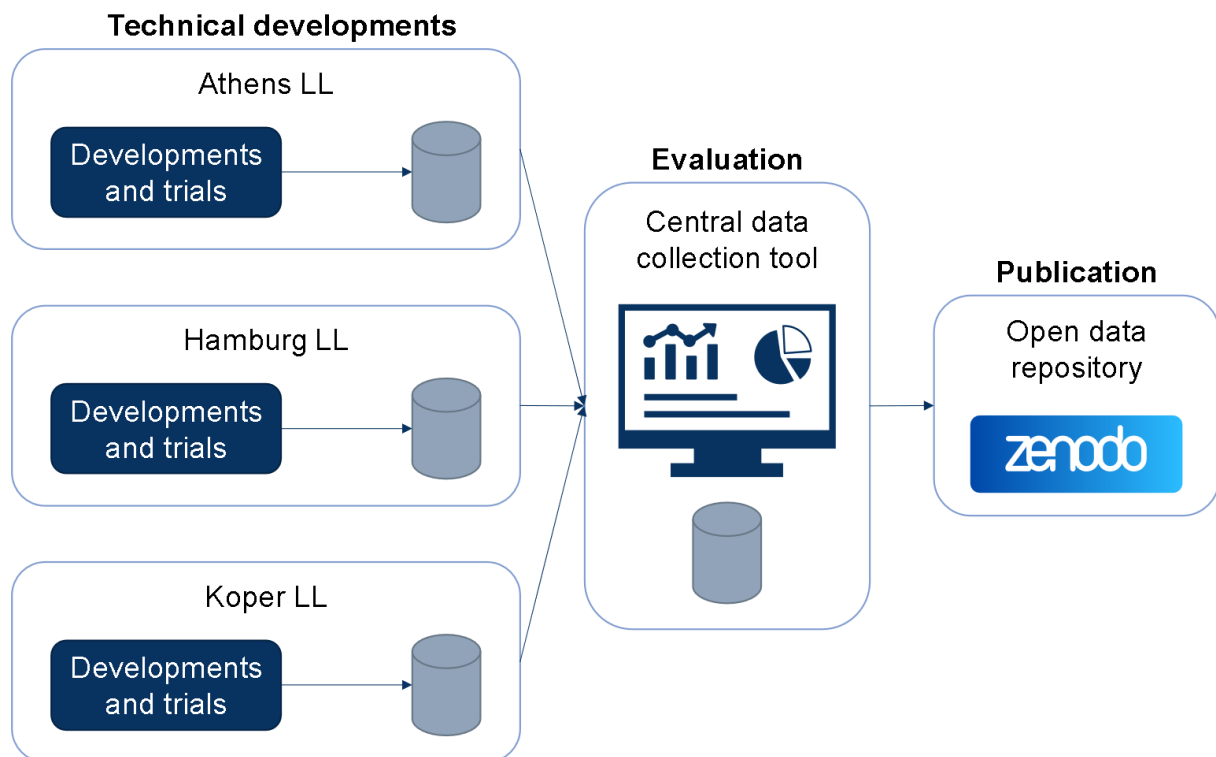 Technical developments
Athens LL
Developments
and trials
Hamburg LL
Developments
and trials
Koper LL
Developments
and trials
Evaluation
Central data
collection tool
Publication
Open data
repository
zenodo